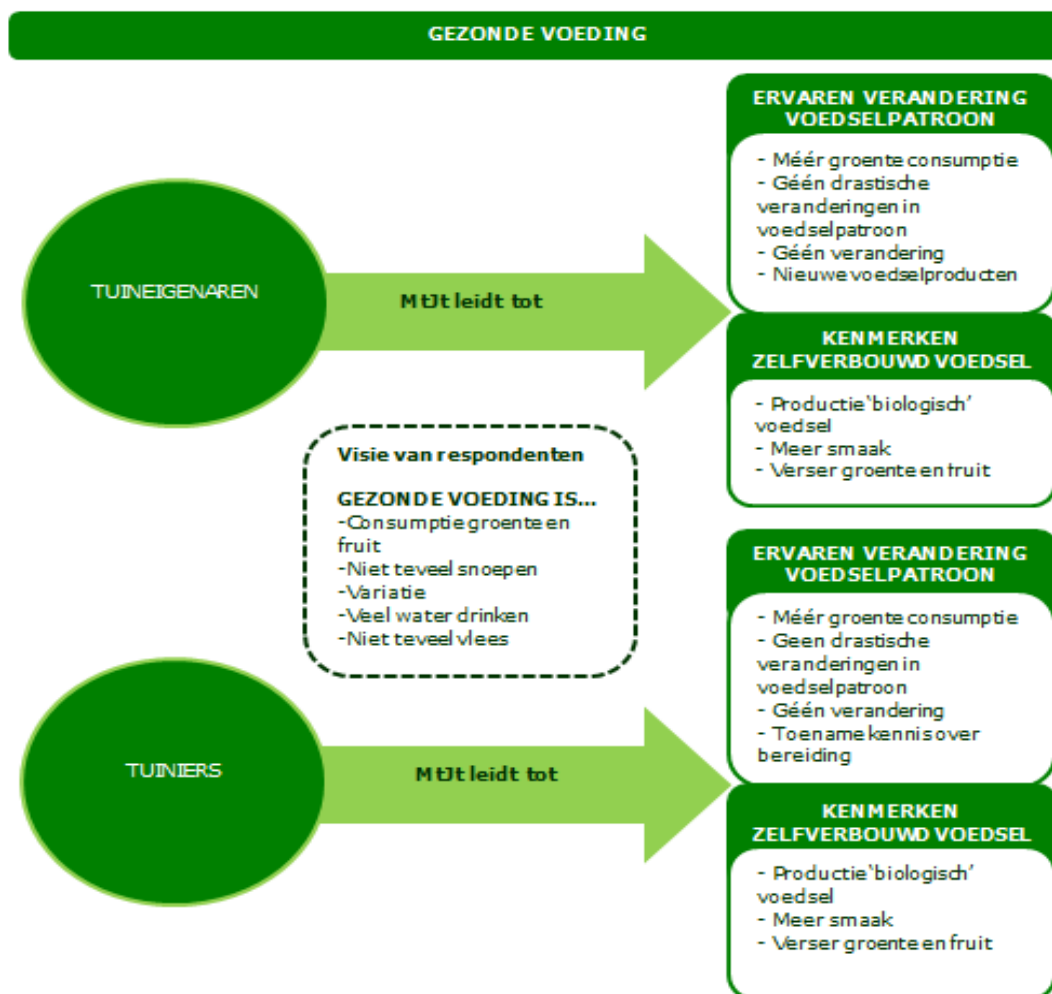 GEZONDE VOEDING
TUINEIGENAREN
MtJt leidt tot
ERVAREN VERANDERING
VOEDSELPATROON
- Méér groente consumptie
- Géén drastische
veranderingen in
voedselpatroon
- Géén verandering
- Nieuwe voedselproducten
KENMERKEN
ZELFVERBOUWD VOEDSEL
- Productie 'biologisch'
voedsel
- Meer smaak
- Verser groente en fruit
Visie van respondenten
GEZONDE VOEDING IS...
-Consumptie groente en
fruit
-Niet teveel snoepen
-Variatie
-Veel water drinken
-Niet teveel vlees
TUINIERS
MtJt leidt tot
ERVAREN VERANDERING
VOEDSELPATROON
- Méér groente consumptie
- Geen drastische
veranderingen in
voedselpatroon
- Géén verandering
- Toename kennis over
bereiding
KENMERKEN
ZELFVERBOUWD VOEDSEL
- Productie 'biologisch'
voedsel
- Meer smaak
- Verser groente en fruit